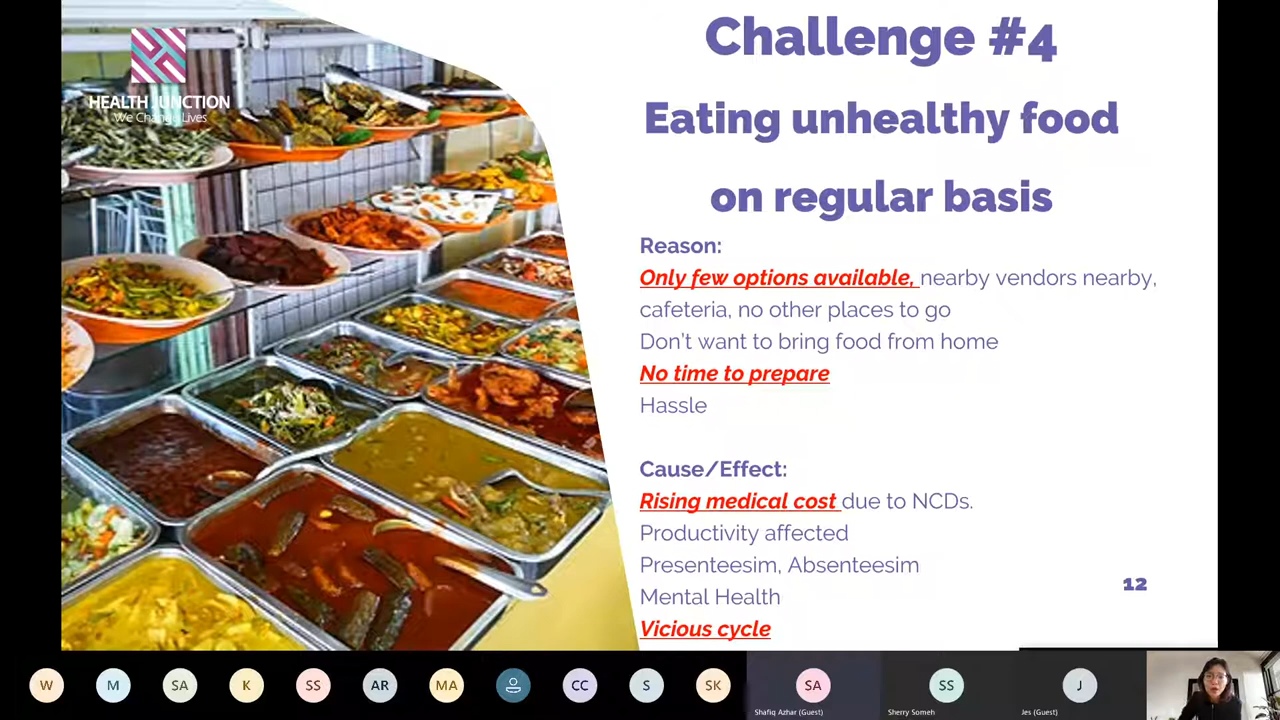 Challenge #4
Eating unhealthy food
on regular basis
HEALTH JUNCTION
We Change Lives
Reason:
Only few options available, nearby vendors nearby,
cafeteria, no other places to go
Don't want to bring food from home
No time to prepare
Hassle
Cause/Effect:
Rising medical cost due to NCDs.
Productivity affected
Presenteesim, Absenteesim
Mental Health
Vicious cycle
12
W M SA K SS AR MA CC S SK SA SS J
Shafiq Azhar (Guest) Sherry Someh Jes (Guest)